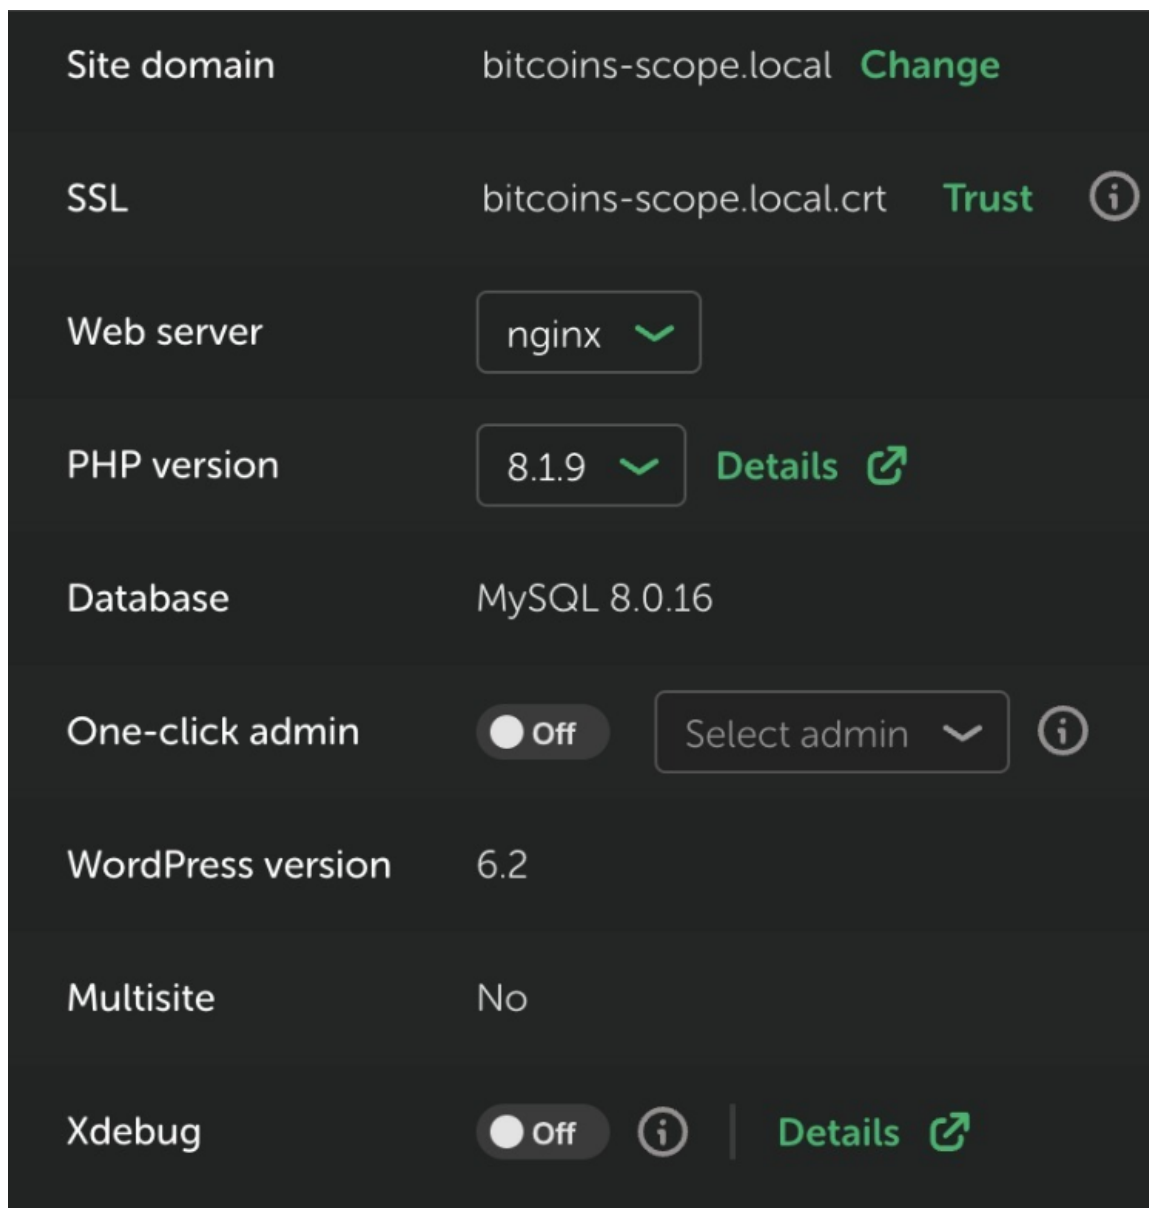 Site domain bitcoins-scope.local Change
SSL bitcoins-scope.local.crt Trust
Web server nginx
PHP version 8.1.9 Details
Database MySQL 8.0.16
One-click admin Off Select admin
WordPress version 6.2
Multisite No
Xdebug Off Details